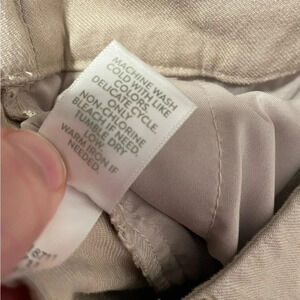 MACHINE WASH
COLD WITH LIKE
COLORS.
DELICATE CYCLE.
ONLY
NON-CHLORINE
BLEACH IF NEED.
TUMBLE DRY
LOW.
WARM IRON IF
NEEDED.